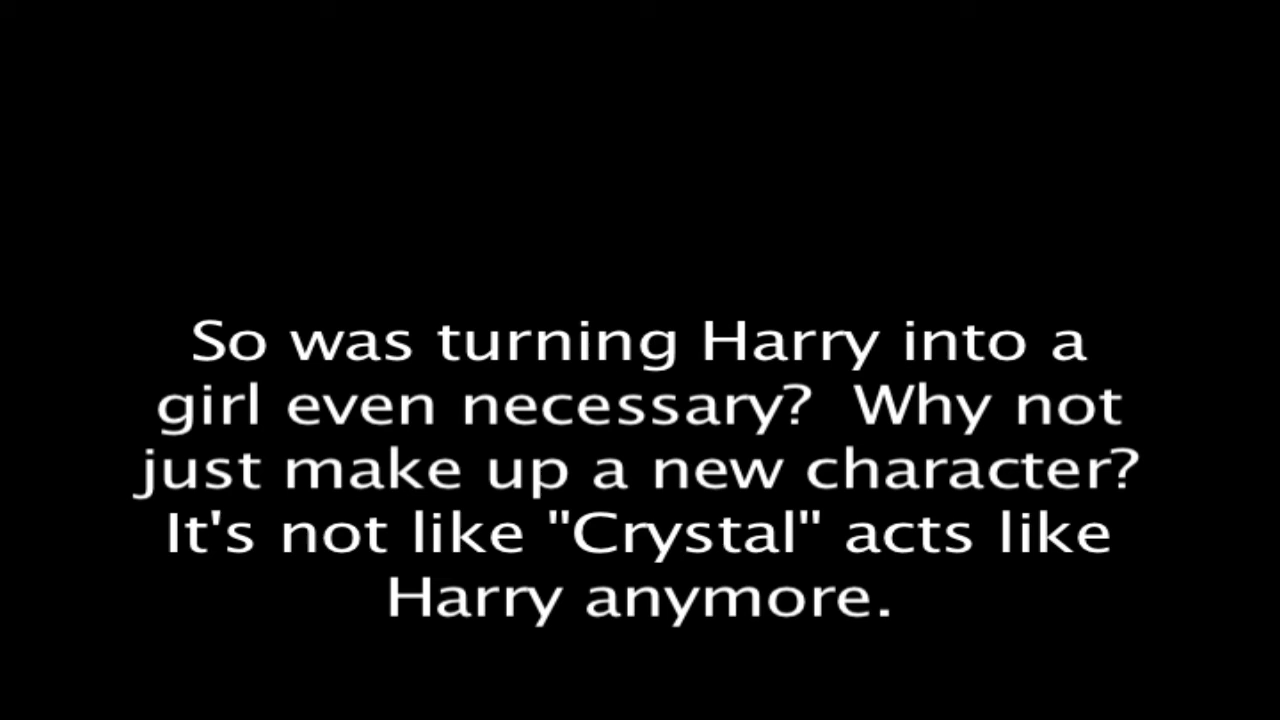 So was turning Harry into a
girl even necessary?  Why not
just make up a new character?
It's not like "Crystal" acts like
Harry anymore.